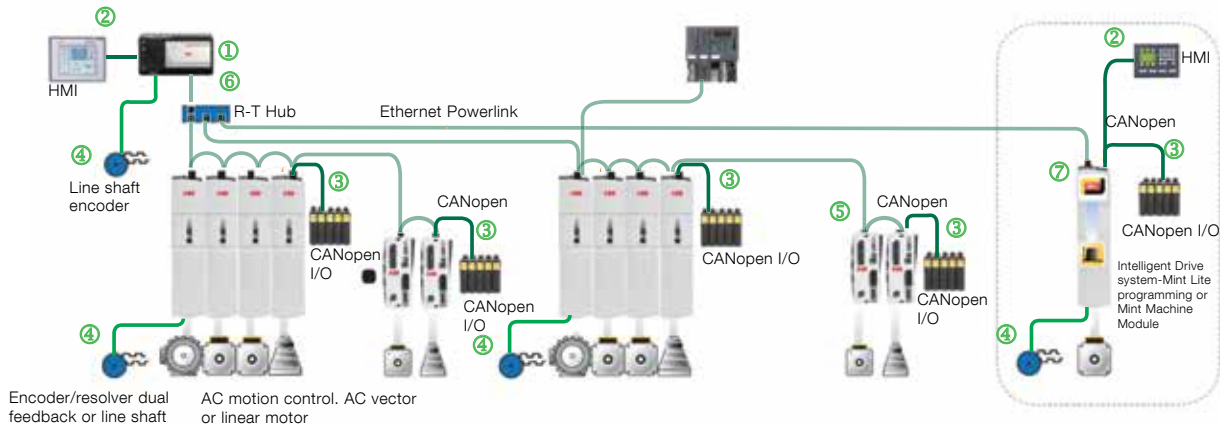 ②
①
②
HMI
HMI
⑥
R-T Hub
Ethernet Powerlink
CANopen
④
③
Line shaft
encoder
③
③
⑦
CANopen
⑤
CANopen
③
③
CANopen
I/O
CANopen I/O
CANopen I/O
CANopen
I/O
CANopen
I/O
Intelligent Drive
system-Mint Lite
programming or
Mint Machine
Module
④
④
④
Encoder/resolver dual
feedback or line shaft
AC motion control. AC vector
or linear motor